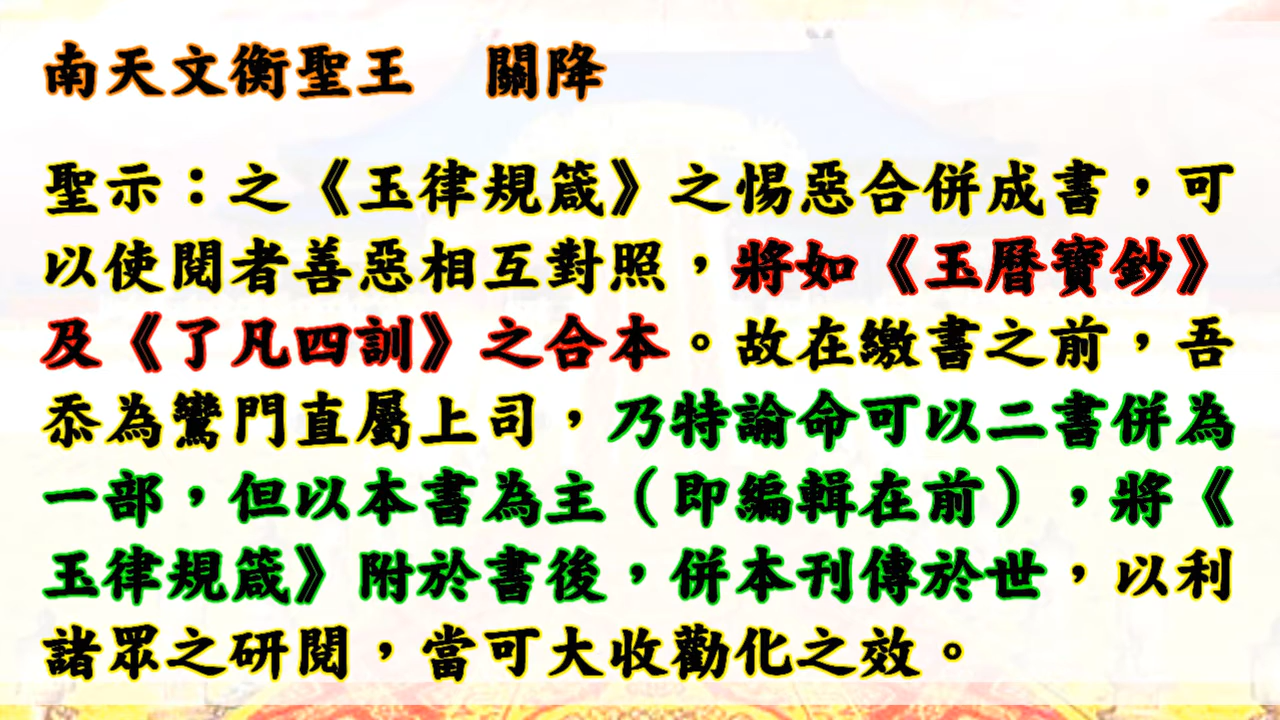 南天文衡聖王　關降
聖示：之《玉律規箴》之惕惡合併成書，可
以使閱者善惡相互對照，將如《玉曆寶鈔》
及《了凡四訓》之合本。故在繳書之前，吾
忝為鸞門直屬上司，乃特諭命可以二書併為
一部，但以本書為主（即編輯在前），將《
玉律規箴》附於書後，併本刊傳於世，以利
諸眾之研閱，當可大收勸化之效。